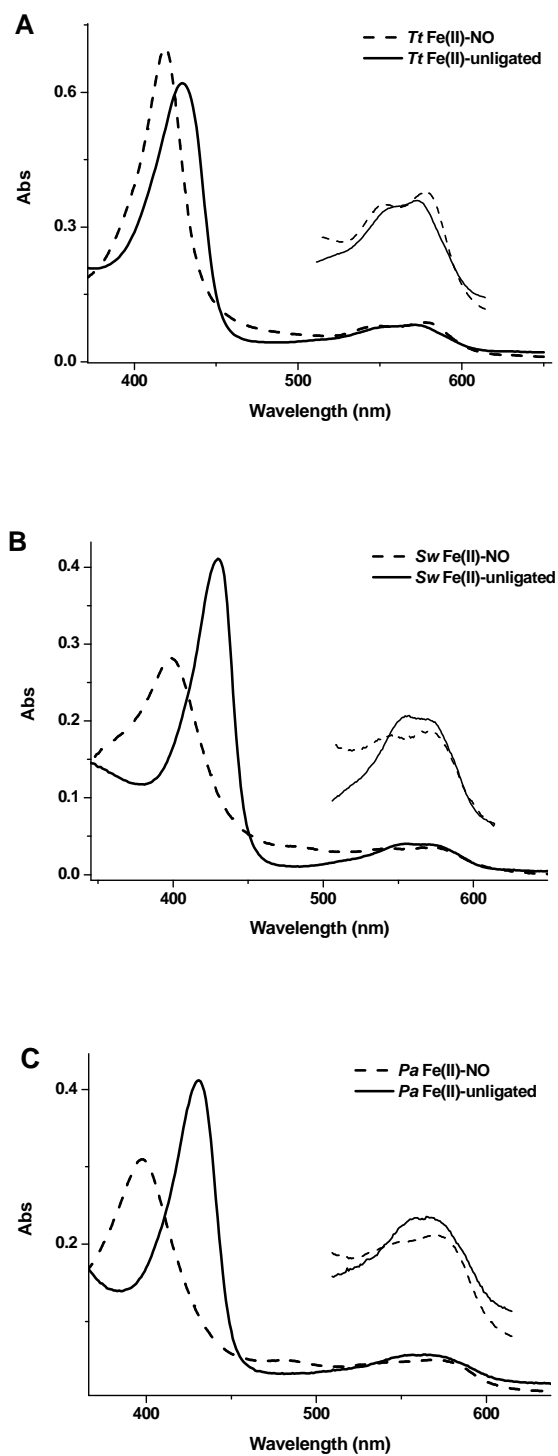 A
Tt Fe(II)-NO
Tt Fe(II)-unligated
0.6
0.3
0.0
Abs
400 500 600
Wavelength (nm)
B
Sw Fe(II)-NO
Sw Fe(II)-unligated
0.4
0.3
0.2
0.1
0.0
Abs
400 500 600
Wavelength (nm)
C
Pa Fe(II)-NO
Pa Fe(II)-unligated
0.4
0.2
Abs
400 500 600
Wavelength (nm)